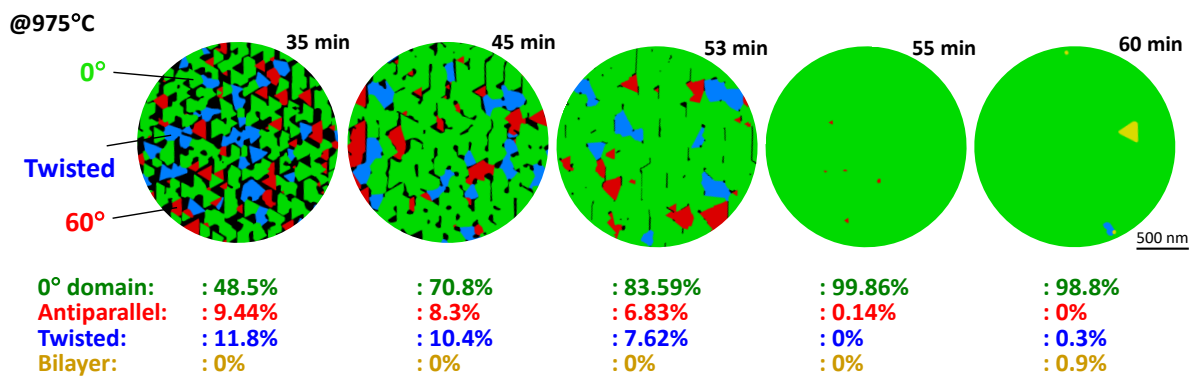 @975°C
35 min
45 min
53 min
55 min
60 min
0°
Twisted
60°
500 nm
0° domain: : 48.5% : 70.8% : 83.59% : 99.86% : 98.8%
Antiparallel: : 9.44% : 8.3% : 6.83% : 0.14% : 0%
Twisted: : 11.8% : 10.4% : 7.62% : 0% : 0.3%
Bilayer: : 0% : 0% : 0% : 0% : 0.9%